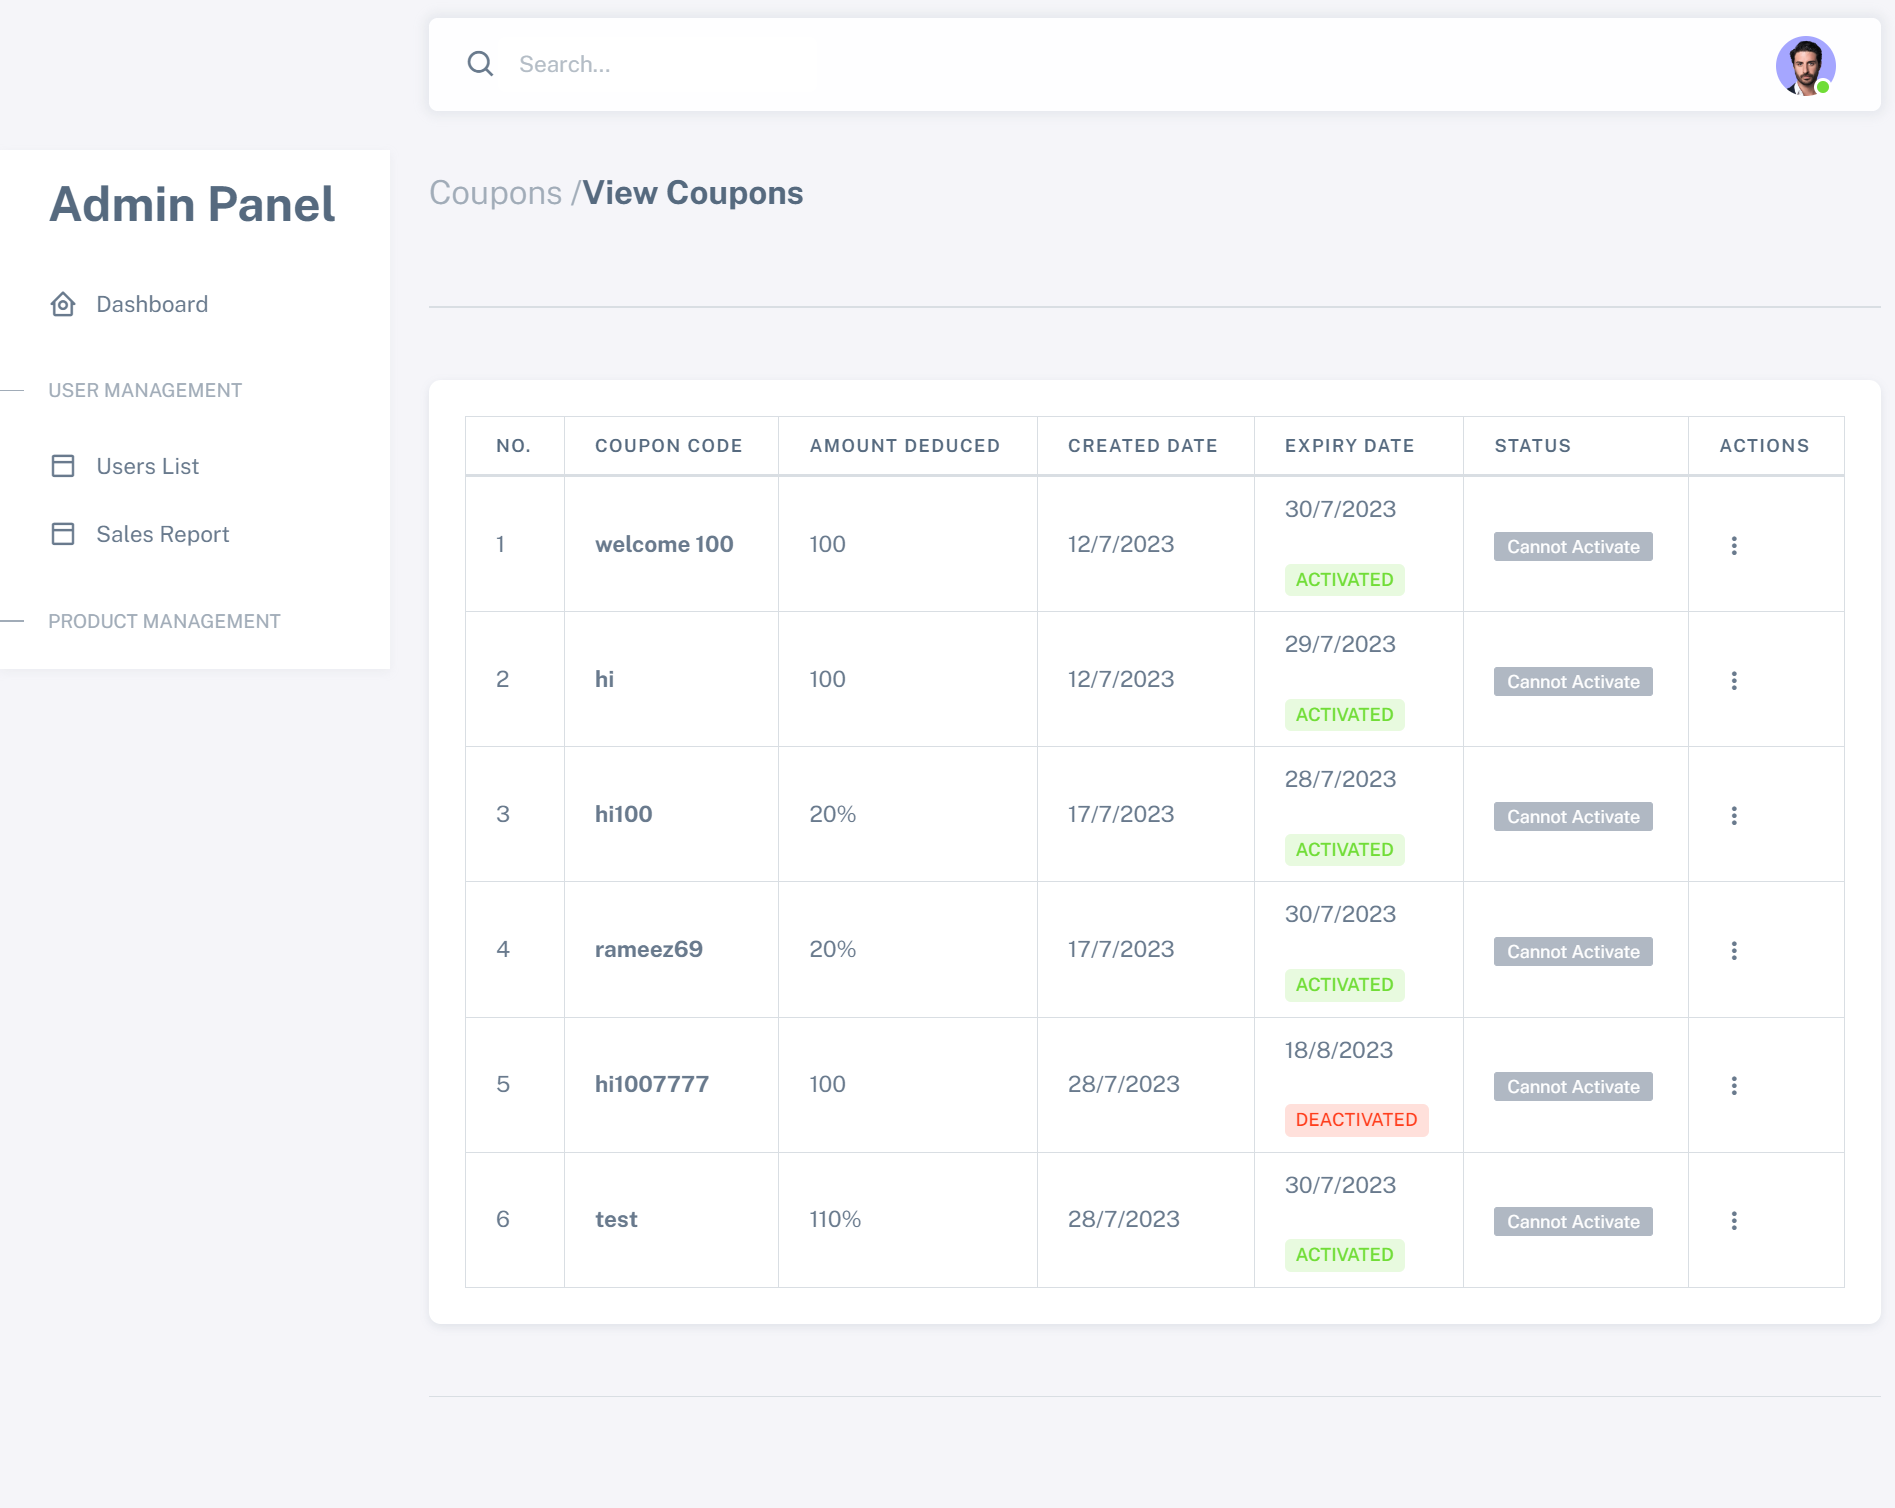 Search...
Admin Panel
Dashboard
USER MANAGEMENT
Users List
Sales Report
PRODUCT MANAGEMENT
Coupons /View Coupons
NO. COUPON CODE AMOUNT DEDUCED CREATED DATE EXPIRY DATE STATUS ACTIONS
1 welcome 100 100 12/7/2023 30/7/2023 ACTIVATED Cannot Activate
2 hi 100 12/7/2023 29/7/2023 ACTIVATED Cannot Activate
3 hi100 20% 17/7/2023 28/7/2023 ACTIVATED Cannot Activate
4 rameez69 20% 17/7/2023 30/7/2023 ACTIVATED Cannot Activate
5 hi1007777 100 28/7/2023 18/8/2023 DEACTIVATED Cannot Activate
6 test 110% 28/7/2023 30/7/2023 ACTIVATED Cannot Activate